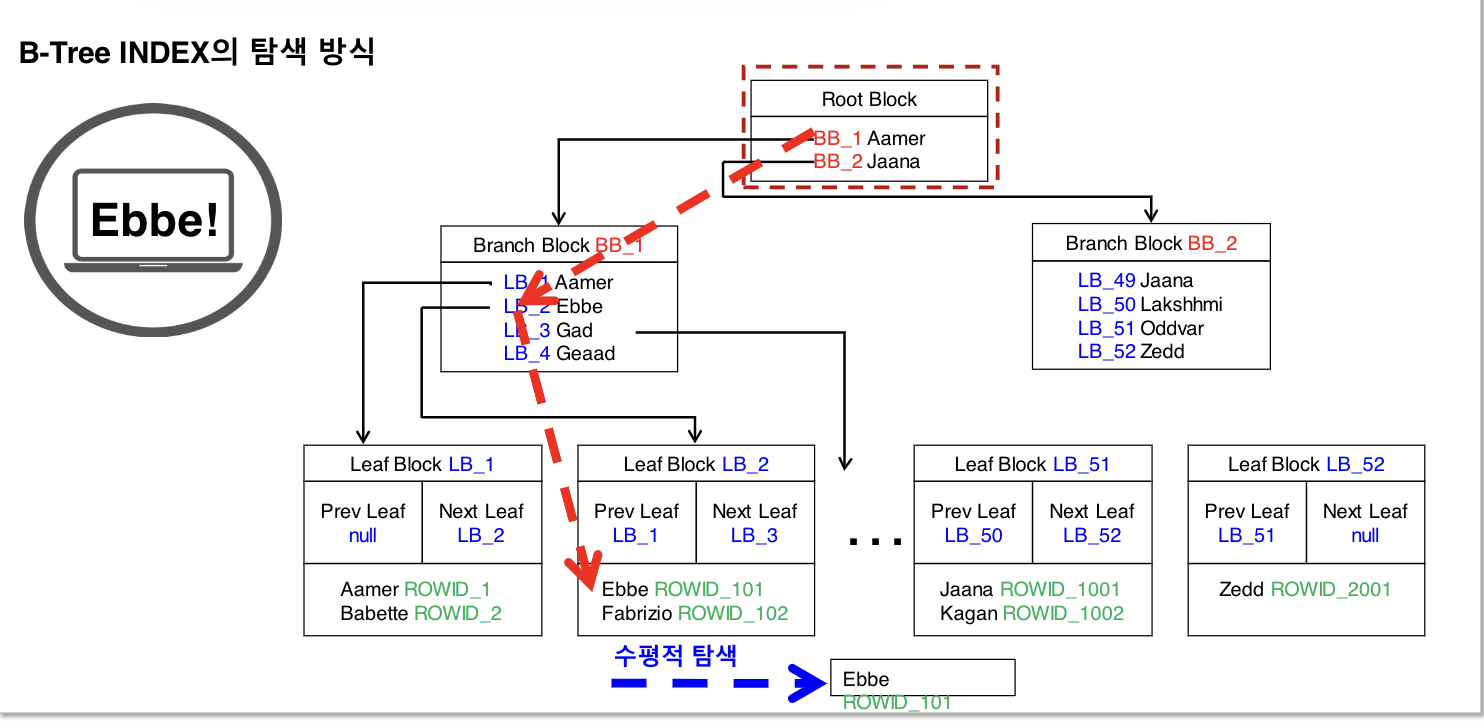 B-Tree INDEX의 탐색 방식
Ebbe!
Root Block
BB_1 Aamer
BB_2 Jaana
Branch Block BB_1
LB_1 Aamer
LB_2 Ebbe
LB_3 Gad
LB_4 Geaad
Branch Block BB_2
LB_49 Jaana
LB_50 Lakshhmi
LB_51 Oddvar
LB_52 Zedd
Leaf Block LB_1
Prev Leaf
null
Next Leaf
LB_2
Aamer ROWID_1
Babette ROWID_2
Leaf Block LB_2
Prev Leaf
LB_1
Next Leaf
LB_3
Ebbe ROWID_101
Fabrizio ROWID_102
...
Leaf Block LB_51
Prev Leaf
LB_50
Next Leaf
LB_52
Jaana ROWID_1001
Kagan ROWID_1002
Leaf Block LB_52
Prev Leaf
LB_51
Next Leaf
null
Zedd ROWID_2001
수평적 탐색
Ebbe
ROWID_101